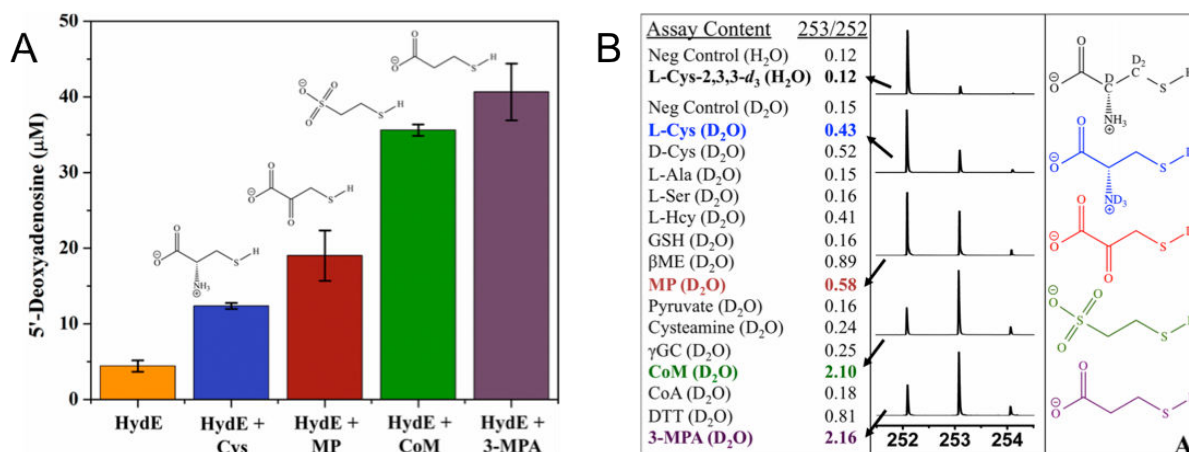 A
5'-Deoxyadenosine (μM)
50
40
30
20
10
0
HydE
HydE +
Cys
HydE +
MP
HydE +
CoM
HydE +
3-MPA
O
⊖O
NH₃
⊕
S
H
O
⊖O
O
S
H
⊖O
O
S
O
S
H
O
⊖O
S
H
B
Assay Content 253/252
Neg Control (H₂O) 0.12
L-Cys-2,3,3-d₃ (H₂O) 0.12
Neg Control (D₂O) 0.15
L-Cys (D₂O) 0.43
D-Cys (D₂O) 0.52
L-Ala (D₂O) 0.15
L-Ser (D₂O) 0.16
L-Hcy (D₂O) 0.41
GSH (D₂O) 0.16
βME (D₂O) 0.89
MP (D₂O) 0.58
Pyruvate (D₂O) 0.16
Cysteamine (D₂O) 0.24
γGC (D₂O) 0.25
CoM (D₂O) 2.10
CoA (D₂O) 0.18
DTT (D₂O) 0.81
3-MPA (D₂O) 2.16
252 253 254
O
D₂
⊖O
D
S
NH₃
⊕
O
⊖O
S
ND₃
⊕
O
⊖O
S
O
⊖O
O
S
O
S
O
⊖O
S
A